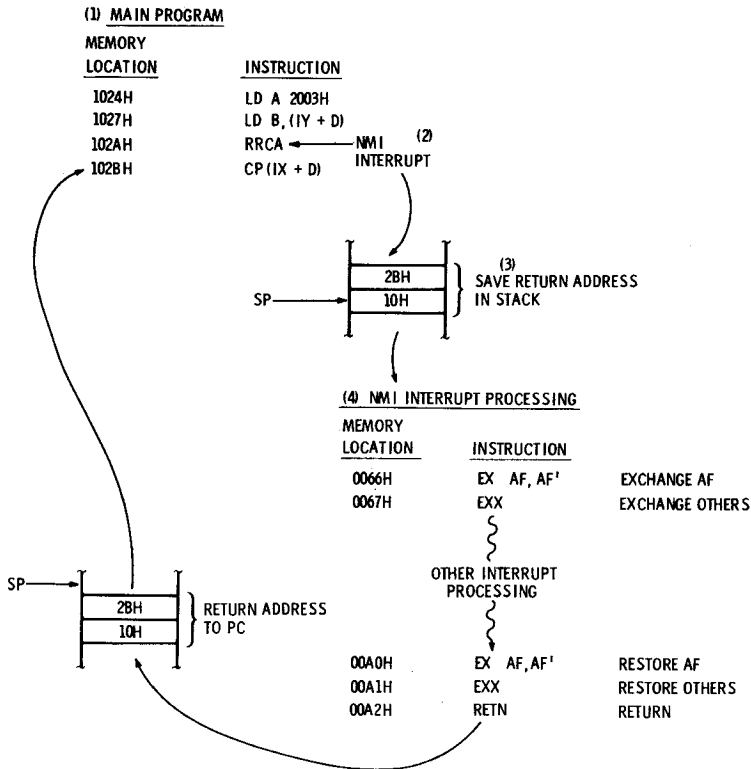 (1) MAIN PROGRAM
MEMORY
LOCATION INSTRUCTION
1024H LD A 2003H
1027H LD B, (IY + D)
102AH RRCA NMI (2)
INTERRUPT
102BH CP (IX + D)
(3)
2BH SAVE RETURN ADDRESS
SP 10H IN STACK
(4) NMI INTERRUPT PROCESSING
MEMORY
LOCATION INSTRUCTION
0066H EX AF, AF' EXCHANGE AF
0067H EXX EXCHANGE OTHERS
OTHER INTERRUPT
PROCESSING
SP
2BH RETURN ADDRESS
10H TO PC
00A0H EX AF, AF' RESTORE AF
00A1H EXX RESTORE OTHERS
00A2H RETN RETURN